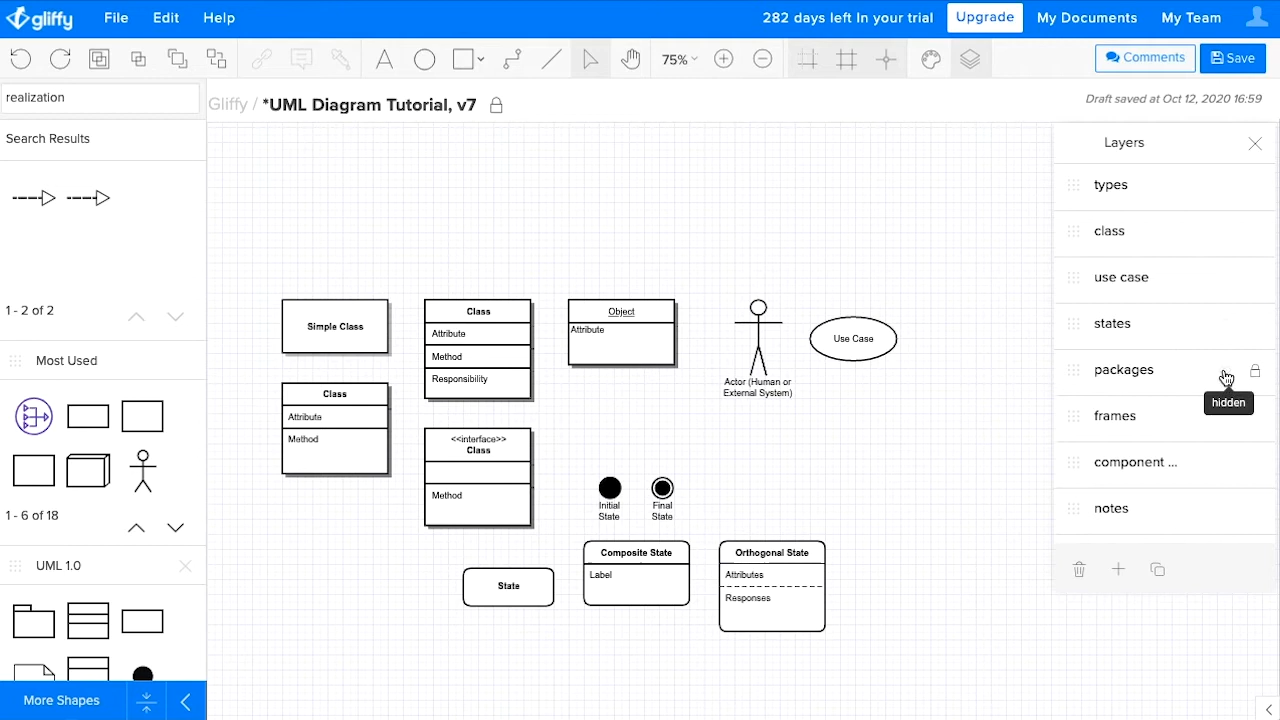 gliffy File Edit Help 282 days left In your trial Upgrade My Documents My Team
75% Comments Save
realization
Gliffy / *UML Diagram Tutorial, v7
Draft saved at Oct 12, 2020 16:59
Search Results
1 - 2 of 2
Most Used
1 - 6 of 18
UML 1.0
More Shapes
Simple Class
Class
Attribute
Method
Class
Attribute
Method
Responsibility
<<interface>>
Class
Method
Object
Attribute
Actor (Human or
External System)
Use Case
Initial
State
Final
State
State
Composite State
Label
Orthogonal State
Attributes
Responses
Layers
types
class
use case
states
packages
hidden
frames
component ...
notes